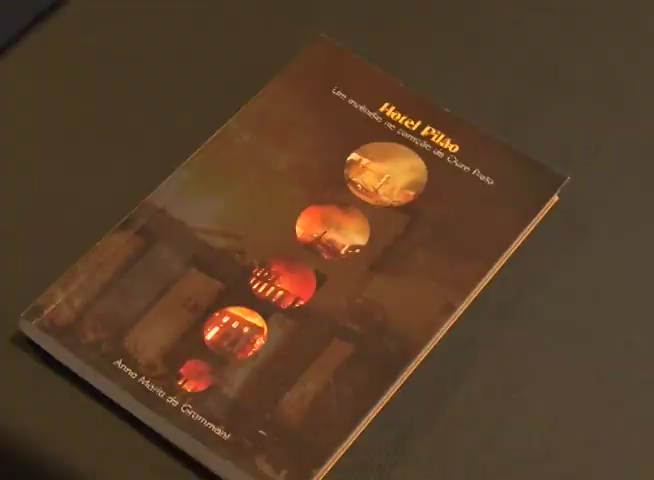 Hotel Pilão
Um incêndio no coração de Ouro Preto
Anna Maria de Grammont